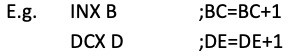 E.g. INX B ;BC=BC+1
DCX D ;DE=DE+1